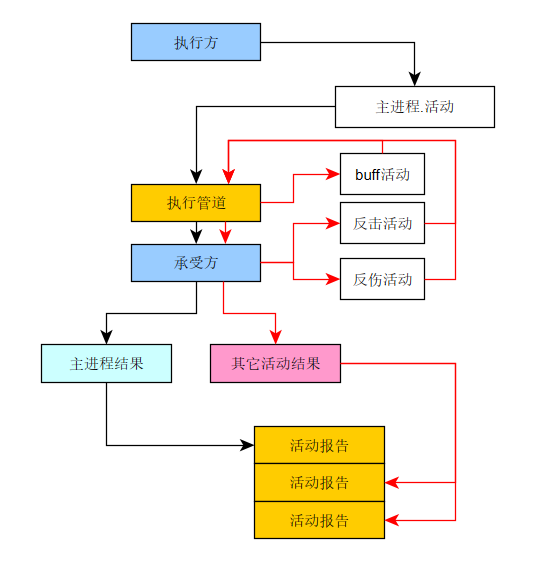 执行方
主进程.活动
buff活动
执行管道
反击活动
承受方
反伤活动
主进程结果
其它活动结果
活动报告
活动报告
活动报告